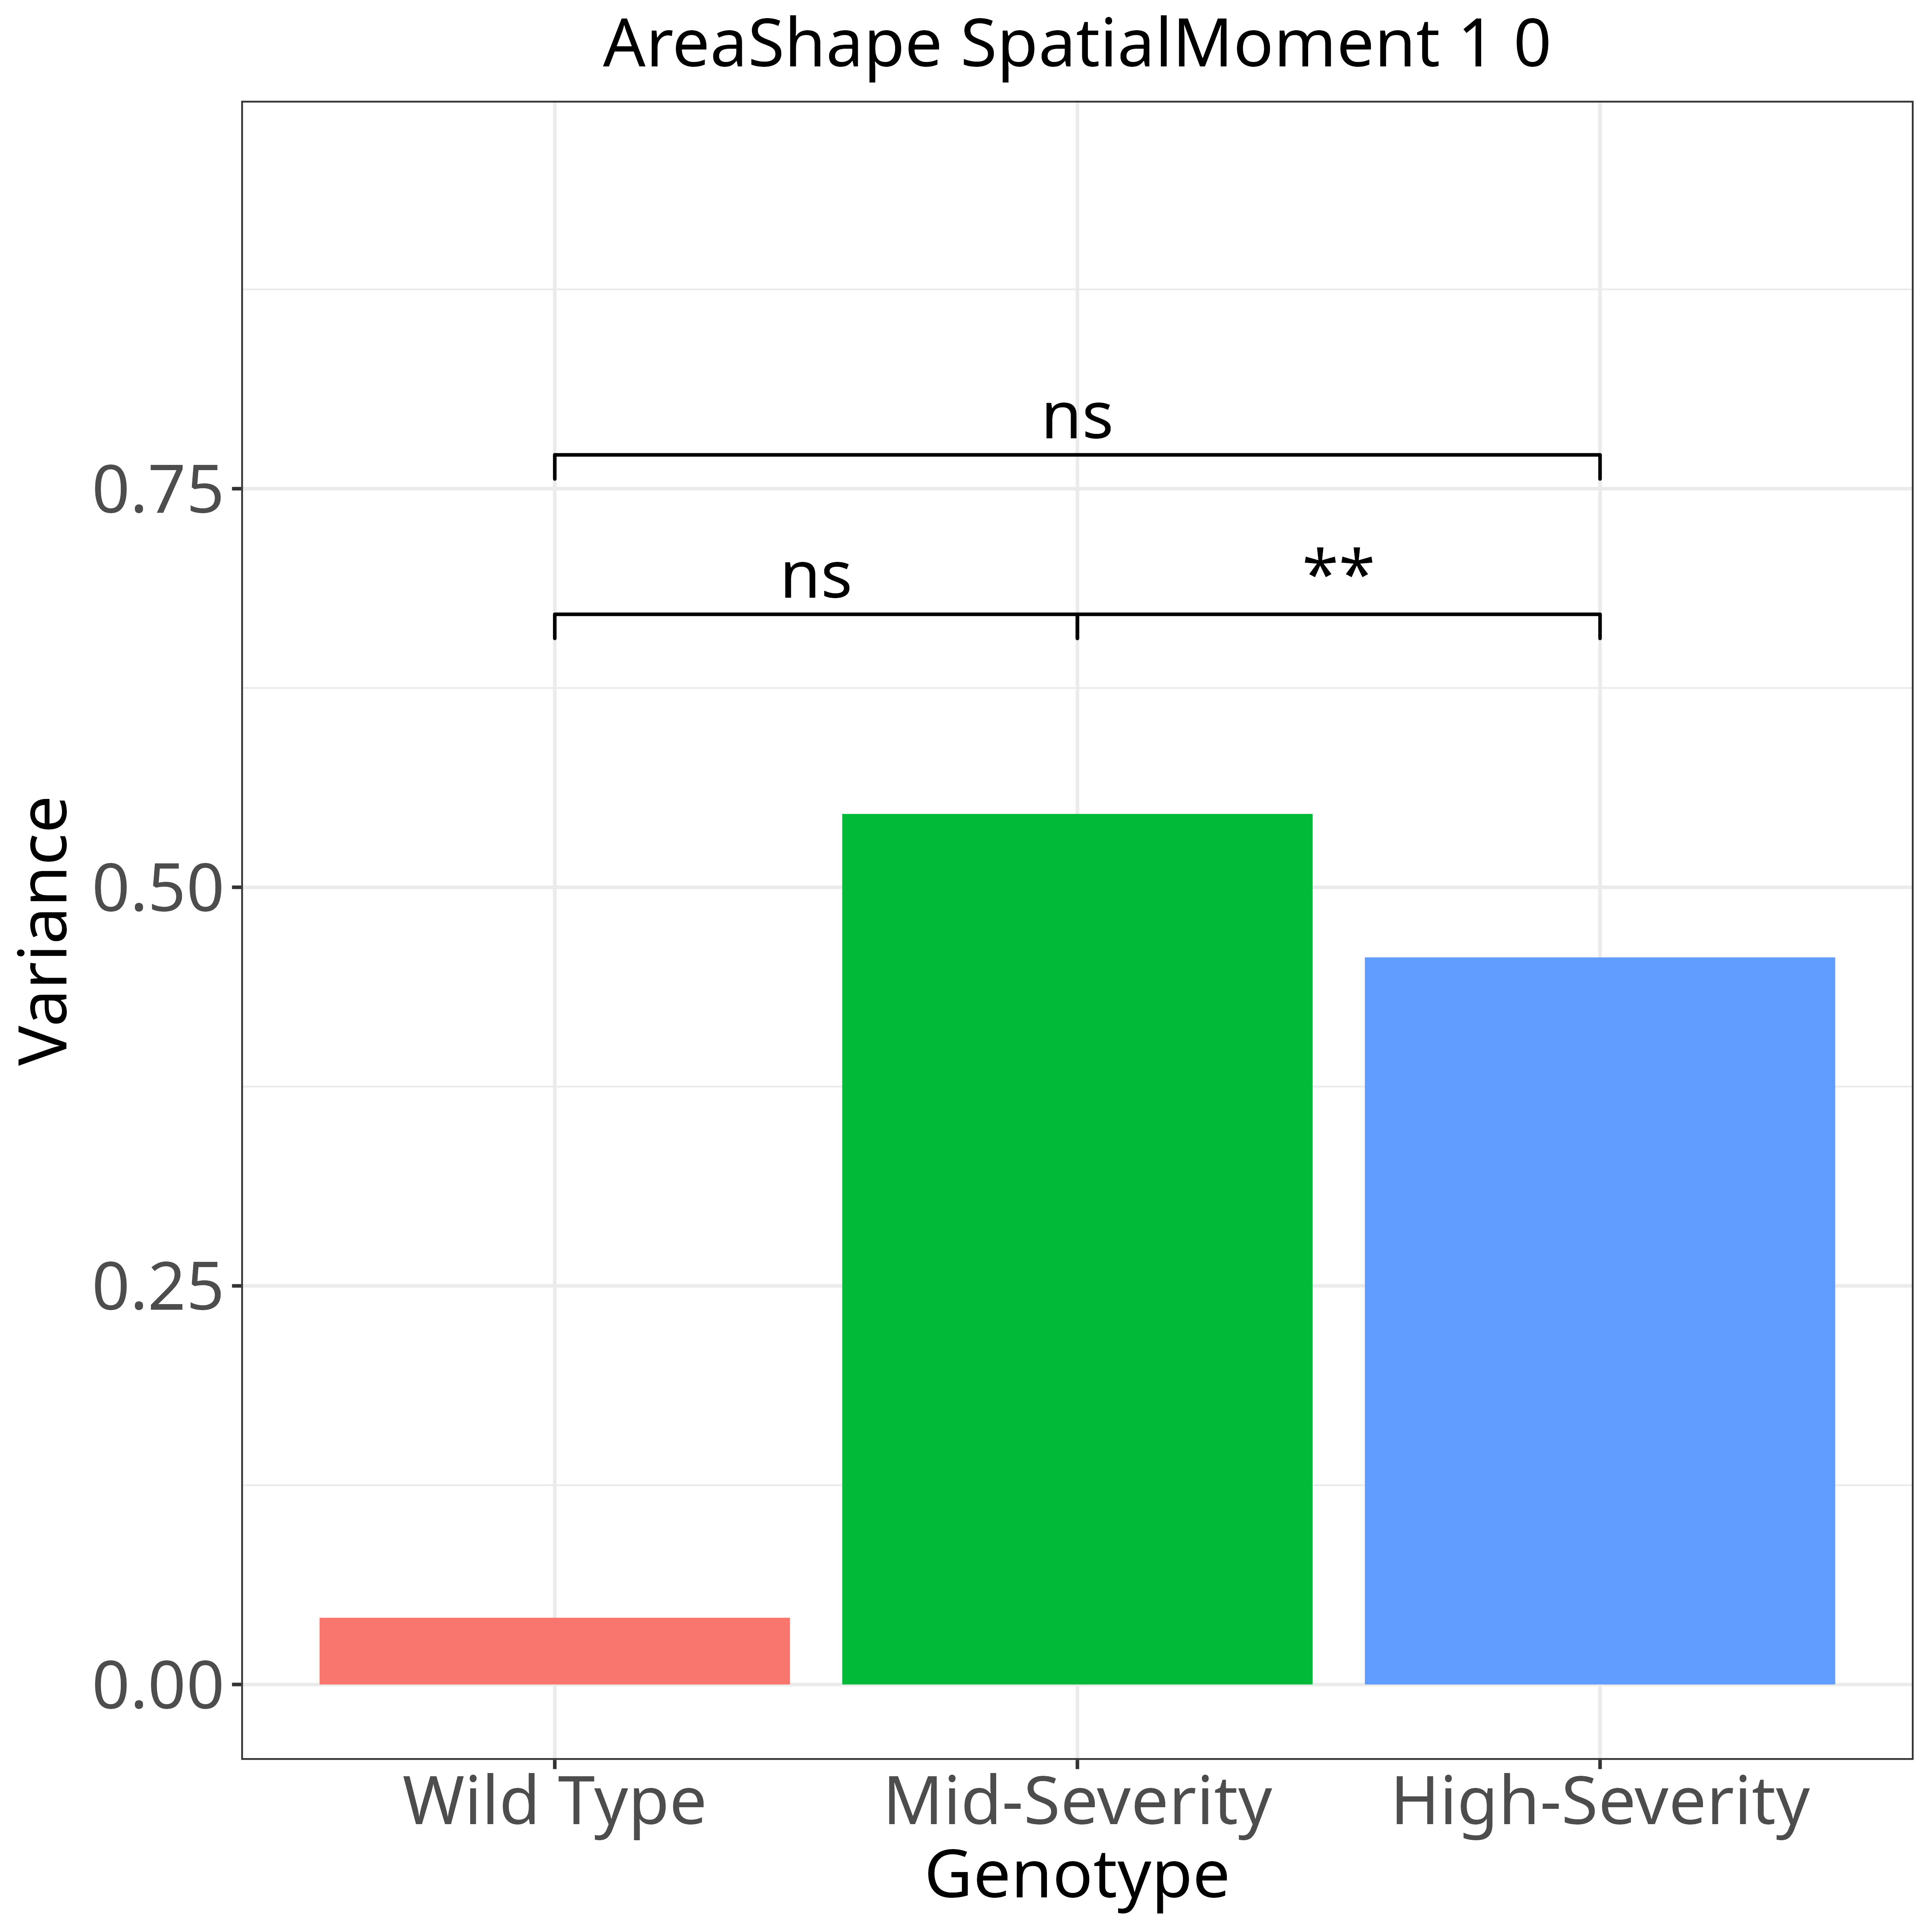 AreaShape SpatialMoment 1 0
ns
0.75
ns **
0.50
Variance
0.25
0.00
Wild Type Mid-Severity High-Severity
Genotype